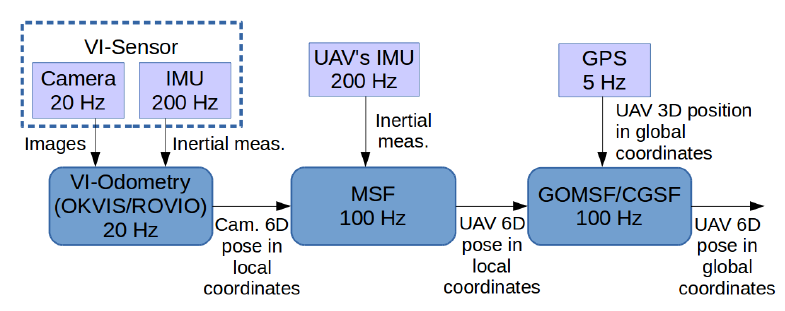 VI-Sensor
Camera
20 Hz
IMU
200 Hz
UAV's IMU
200 Hz
GPS
5 Hz
Images
Inertial meas.
Inertial
meas.
UAV 3D position
in global
coordinates
VI-Odometry
(OKVIS/ROVIO)
20 Hz
Cam. 6D
pose in
local
coordinates
MSF
100 Hz
UAV 6D
pose in
local
coordinates
GOMSF/CGSF
100 Hz
UAV 6D
pose in
global
coordinates